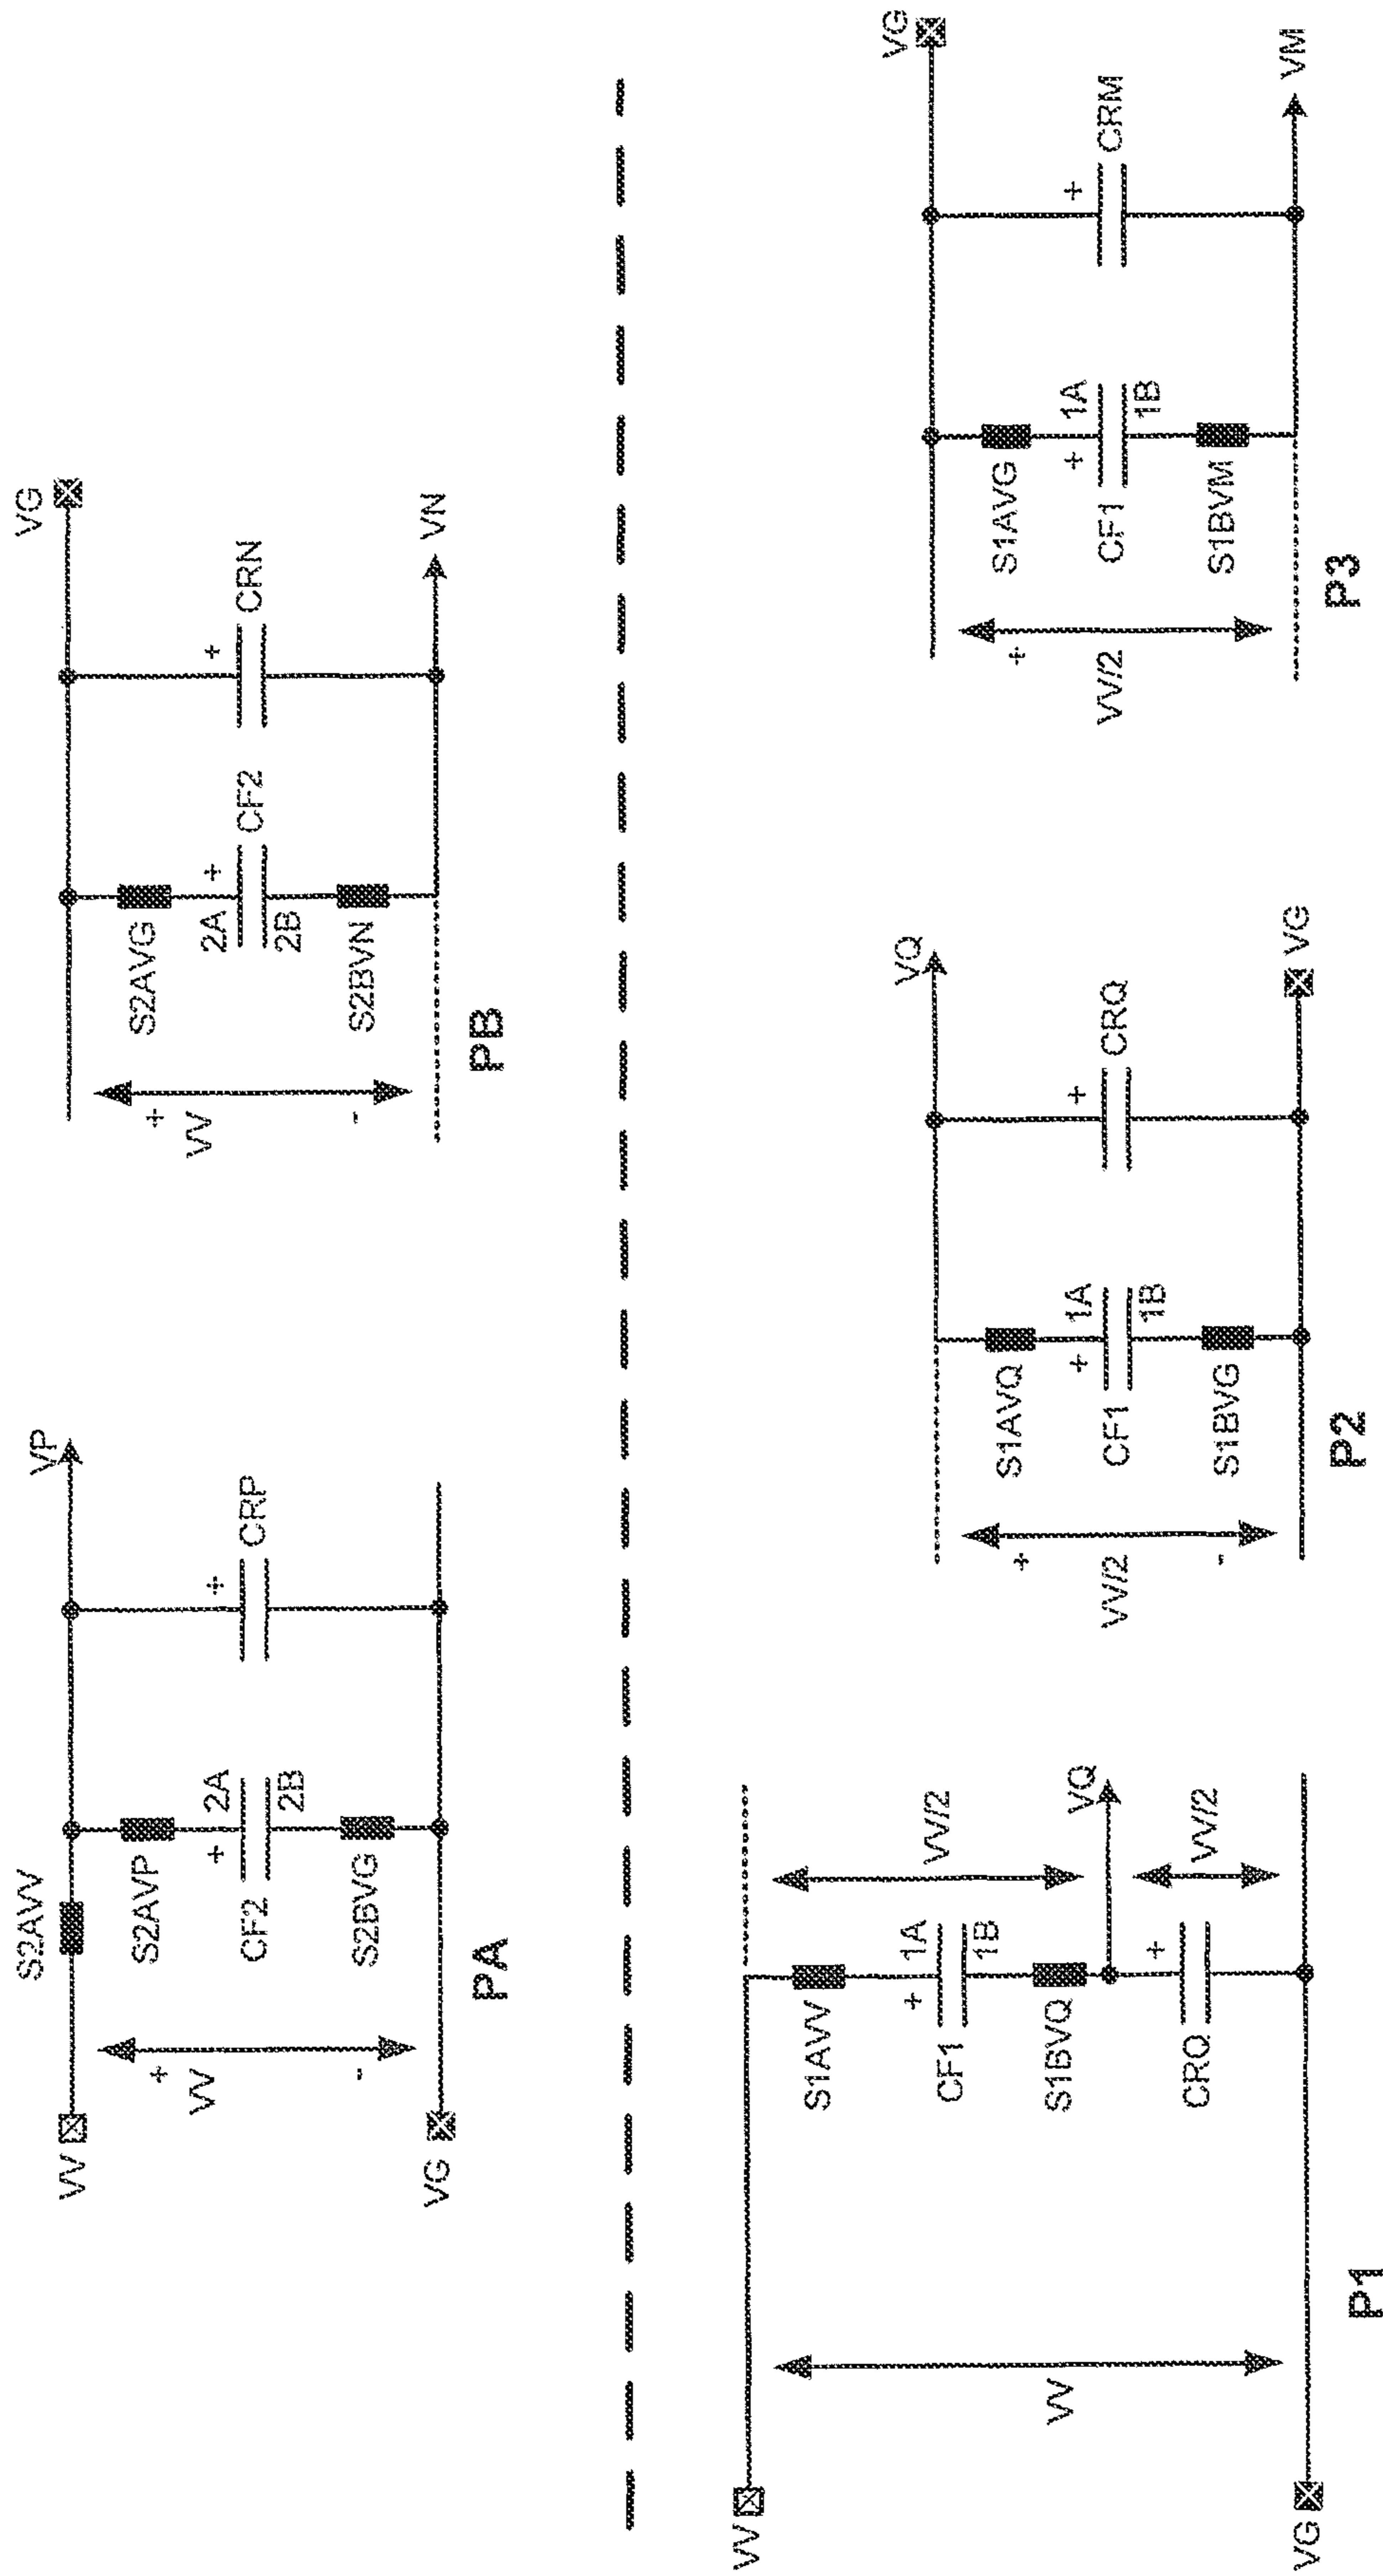 VV
S2AVV
VP
S2AVP
+
2A
+
CRP
+
VV
-
CF2
2B
S2BVG
VG
PA
VG
S2AVG
+
VV
-
2A
+
CF2
2B
+
CRN
S2BVN
VN
PB
VV
S1AVV
VV/2
+
1A
CF1
1B
VV
S1BVQ
VQ
+
CRQ
VV/2
VG
P1
VQ
S1AVQ
+
VV/2
-
+
1A
CF1
1B
+
CRQ
S1BVG
VG
P2
VG
S1AVG
+
VV/2
+
1A
CF1
1B
+
CRM
S1BVM
VM
P3